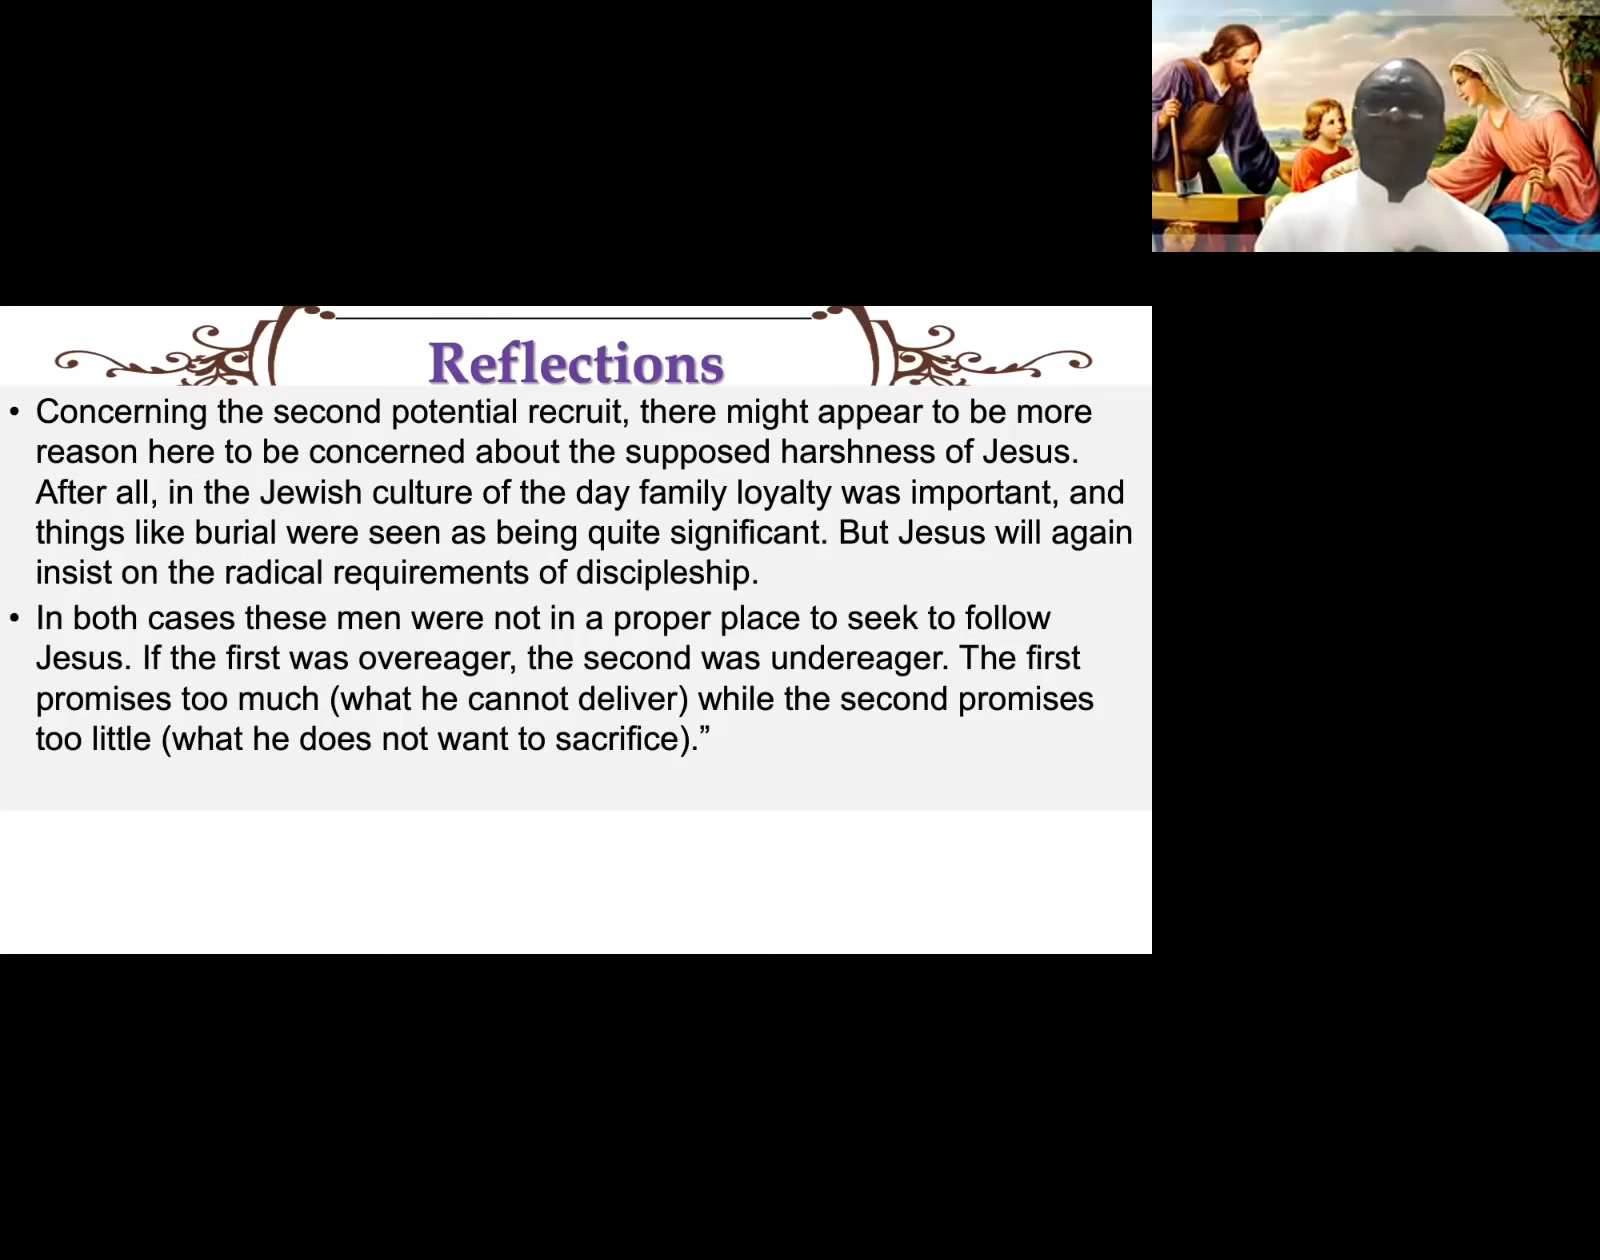 Reflections
• Concerning the second potential recruit, there might appear to be more
reason here to be concerned about the supposed harshness of Jesus.
After all, in the Jewish culture of the day family loyalty was important, and
things like burial were seen as being quite significant. But Jesus will again
insist on the radical requirements of discipleship.
• In both cases these men were not in a proper place to seek to follow
Jesus. If the first was overeager, the second was undereager. The first
promises too much (what he cannot deliver) while the second promises
too little (what he does not want to sacrifice).”